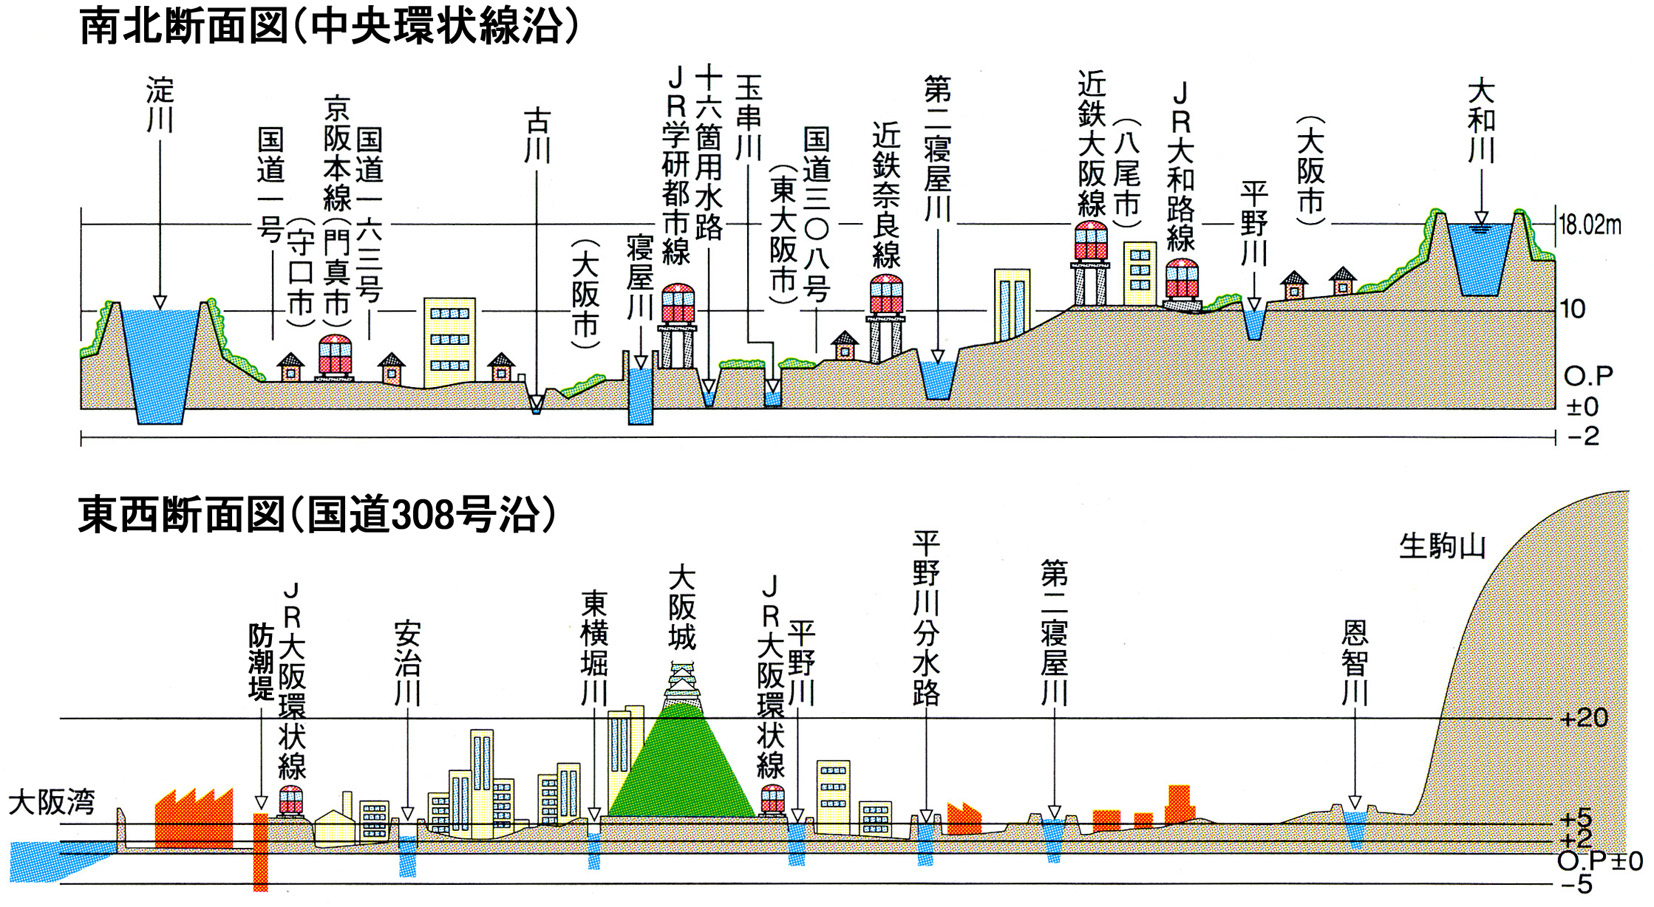 南北断面図(中央環状線沿)
淀川
国道一号
(守口市)
京阪本線(門真市)
国道一六三号
古川
(大阪市)
寝屋川
JR学研都市線
十六箇用水路
玉串川
(東大阪市)
国道三〇八号
近鉄奈良線
第二寝屋川
近鉄大阪線
(八尾市)
JR大和路線
平野川
(大阪市)
大和川
18.02m
10
O.P
±0
-2
東西断面図(国道308号沿)
大阪湾
防潮堤
JR大阪環状線
安治川
東横堀川
大阪城
JR大阪環状線
平野川
平野川分水路
第二寝屋川
恩智川
生駒山
+20
+5
+2
O.P±0
-5